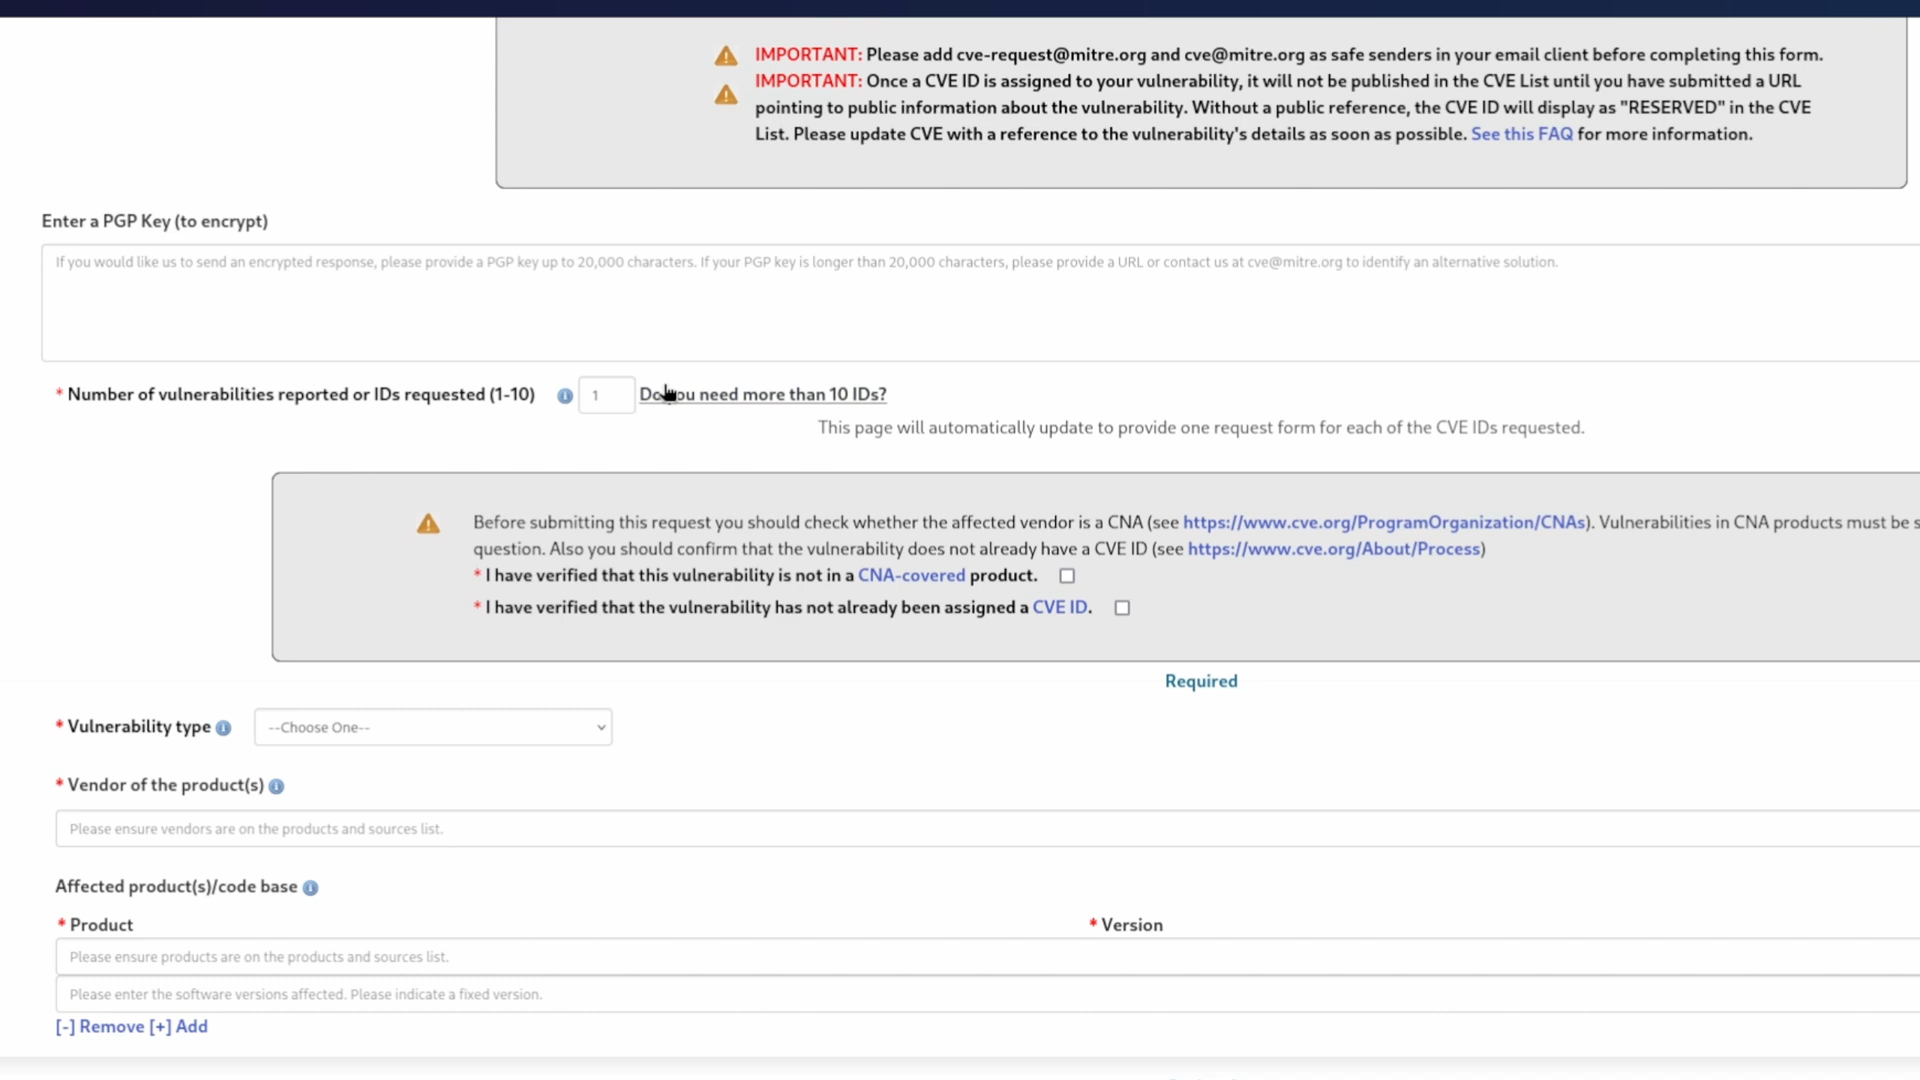 IMPORTANT: Please add cve-request@mitre.org and cve@mitre.org as safe senders in your email client before completing this form.
IMPORTANT: Once a CVE ID is assigned to your vulnerability, it will not be published in the CVE List until you have submitted a URL
pointing to public information about the vulnerability. Without a public reference, the CVE ID will display as "RESERVED" in the CVE
List. Please update CVE with a reference to the vulnerability's details as soon as possible. See this FAQ for more information.
Enter a PGP Key (to encrypt)
If you would like us to send an encrypted response, please provide a PGP key up to 20,000 characters. If your PGP key is longer than 20,000 characters, please provide a URL or contact us at cve@mitre.org to identify an alternative solution.
* Number of vulnerabilities reported or IDs requested (1-10) 1 Do you need more than 10 IDs?
This page will automatically update to provide one request form for each of the CVE IDs requested.
Before submitting this request you should check whether the affected vendor is a CNA (see https://www.cve.org/ProgramOrganization/CNAs). Vulnerabilities in CNA products must be s
question. Also you should confirm that the vulnerability does not already have a CVE ID (see https://www.cve.org/About/Process)
* I have verified that this vulnerability is not in a CNA-covered product.
* I have verified that the vulnerability has not already been assigned a CVE ID.
Required
* Vulnerability type --Choose One--
* Vendor of the product(s)
Please ensure vendors are on the products and sources list.
Affected product(s)/code base
* Product * Version
Please ensure products are on the products and sources list.
Please enter the software versions affected. Please indicate a fixed version.
[-] Remove [+] Add